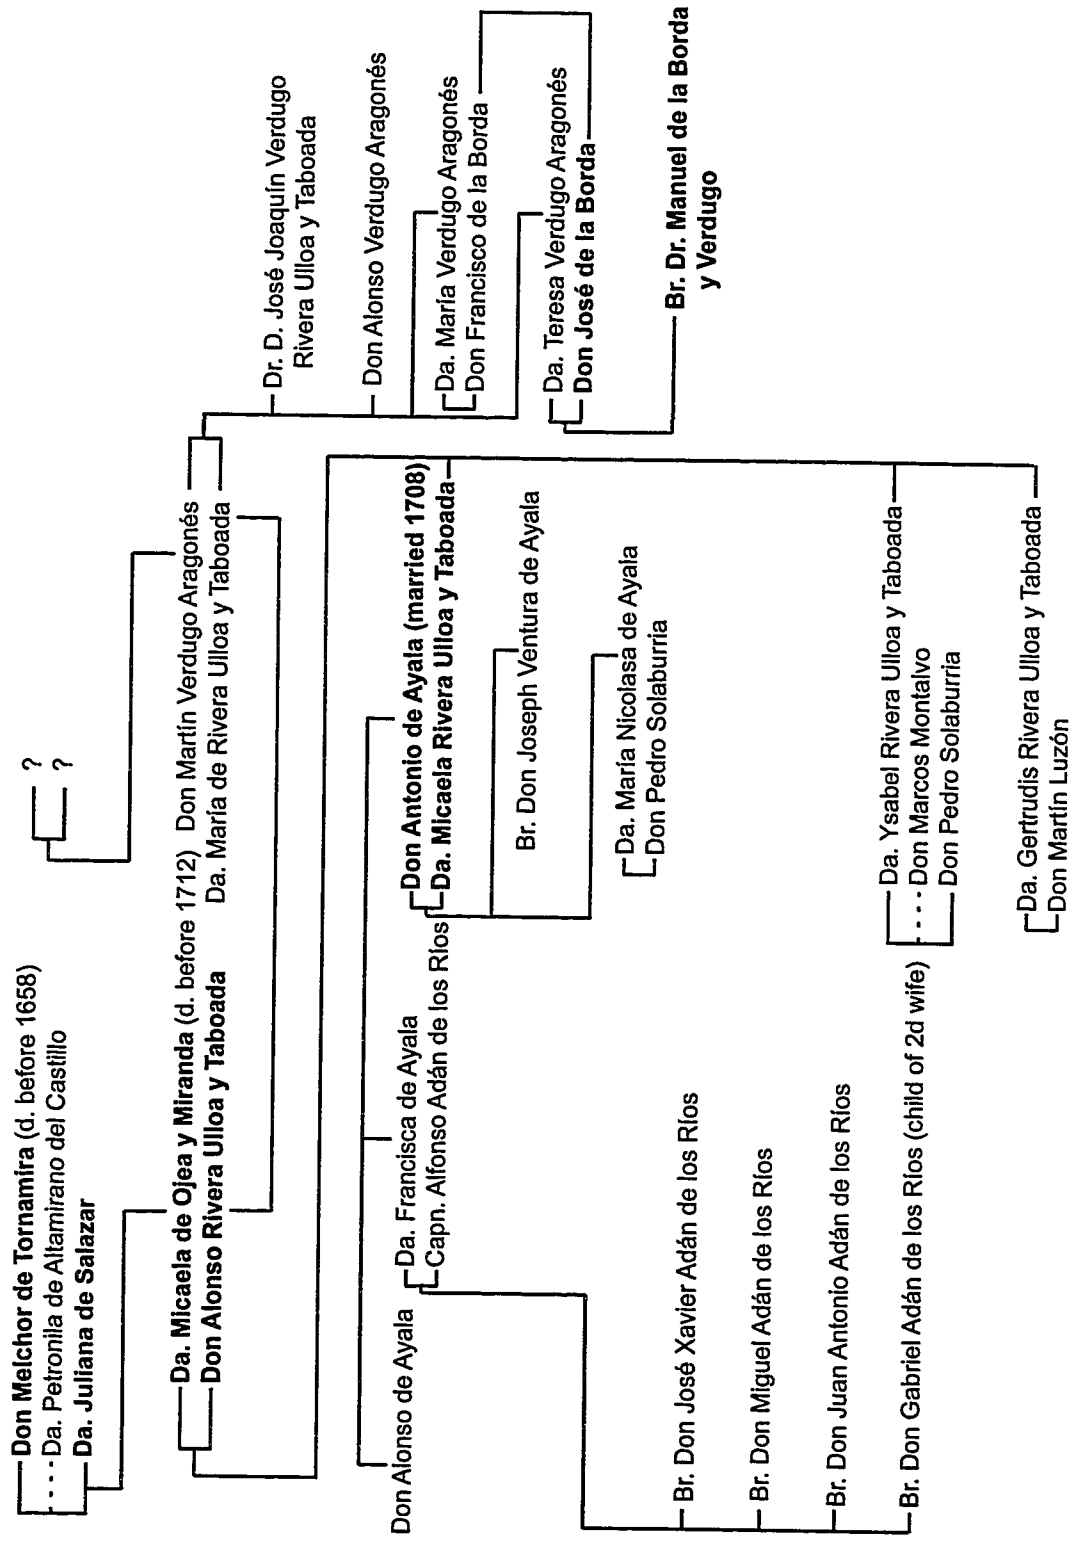 Don Melchor de Tornamira (d. before 1658)
Da. Petronila de Altamirano del Castillo
Da. Juliana de Salazar
?
?
Da. Micaela de Ojea y Miranda (d. before 1712)
Don Alonso Rivera Ulloa y Taboada
Don Martín Verdugo Aragonés
Da. María de Rivera Ulloa y Taboada
Dr. D. José Joaquín Verdugo
Rivera Ulloa y Taboada
Don Alonso Verdugo Aragonés
Da. María Verdugo Aragonés
Don Francisco de la Borda
Da. Teresa Verdugo Aragonés
Don José de la Borda
Br. Dr. Manuel de la Borda
y Verdugo
Don Alonso de Ayala
Da. Francisca de Ayala
Capn. Alfonso Adán de los Ríos
Don Antonio de Ayala (married 1708)
Da. Micaela Rivera Ulloa y Taboada
Br. Don Joseph Ventura de Ayala
Da. María Nicolasa de Ayala
Don Pedro Solaburria
Br. Don José Xavier Adán de los Ríos
Br. Don Miguel Adán de los Ríos
Br. Don Juan Antonio Adán de los Ríos
Br. Don Gabriel Adán de los Ríos (child of 2d wife)
Da. Ysabel Rivera Ulloa y Taboada
Don Marcos Montalvo
Don Pedro Solaburria
Da. Gertrudis Rivera Ulloa y Taboada
Don Martín Luzón